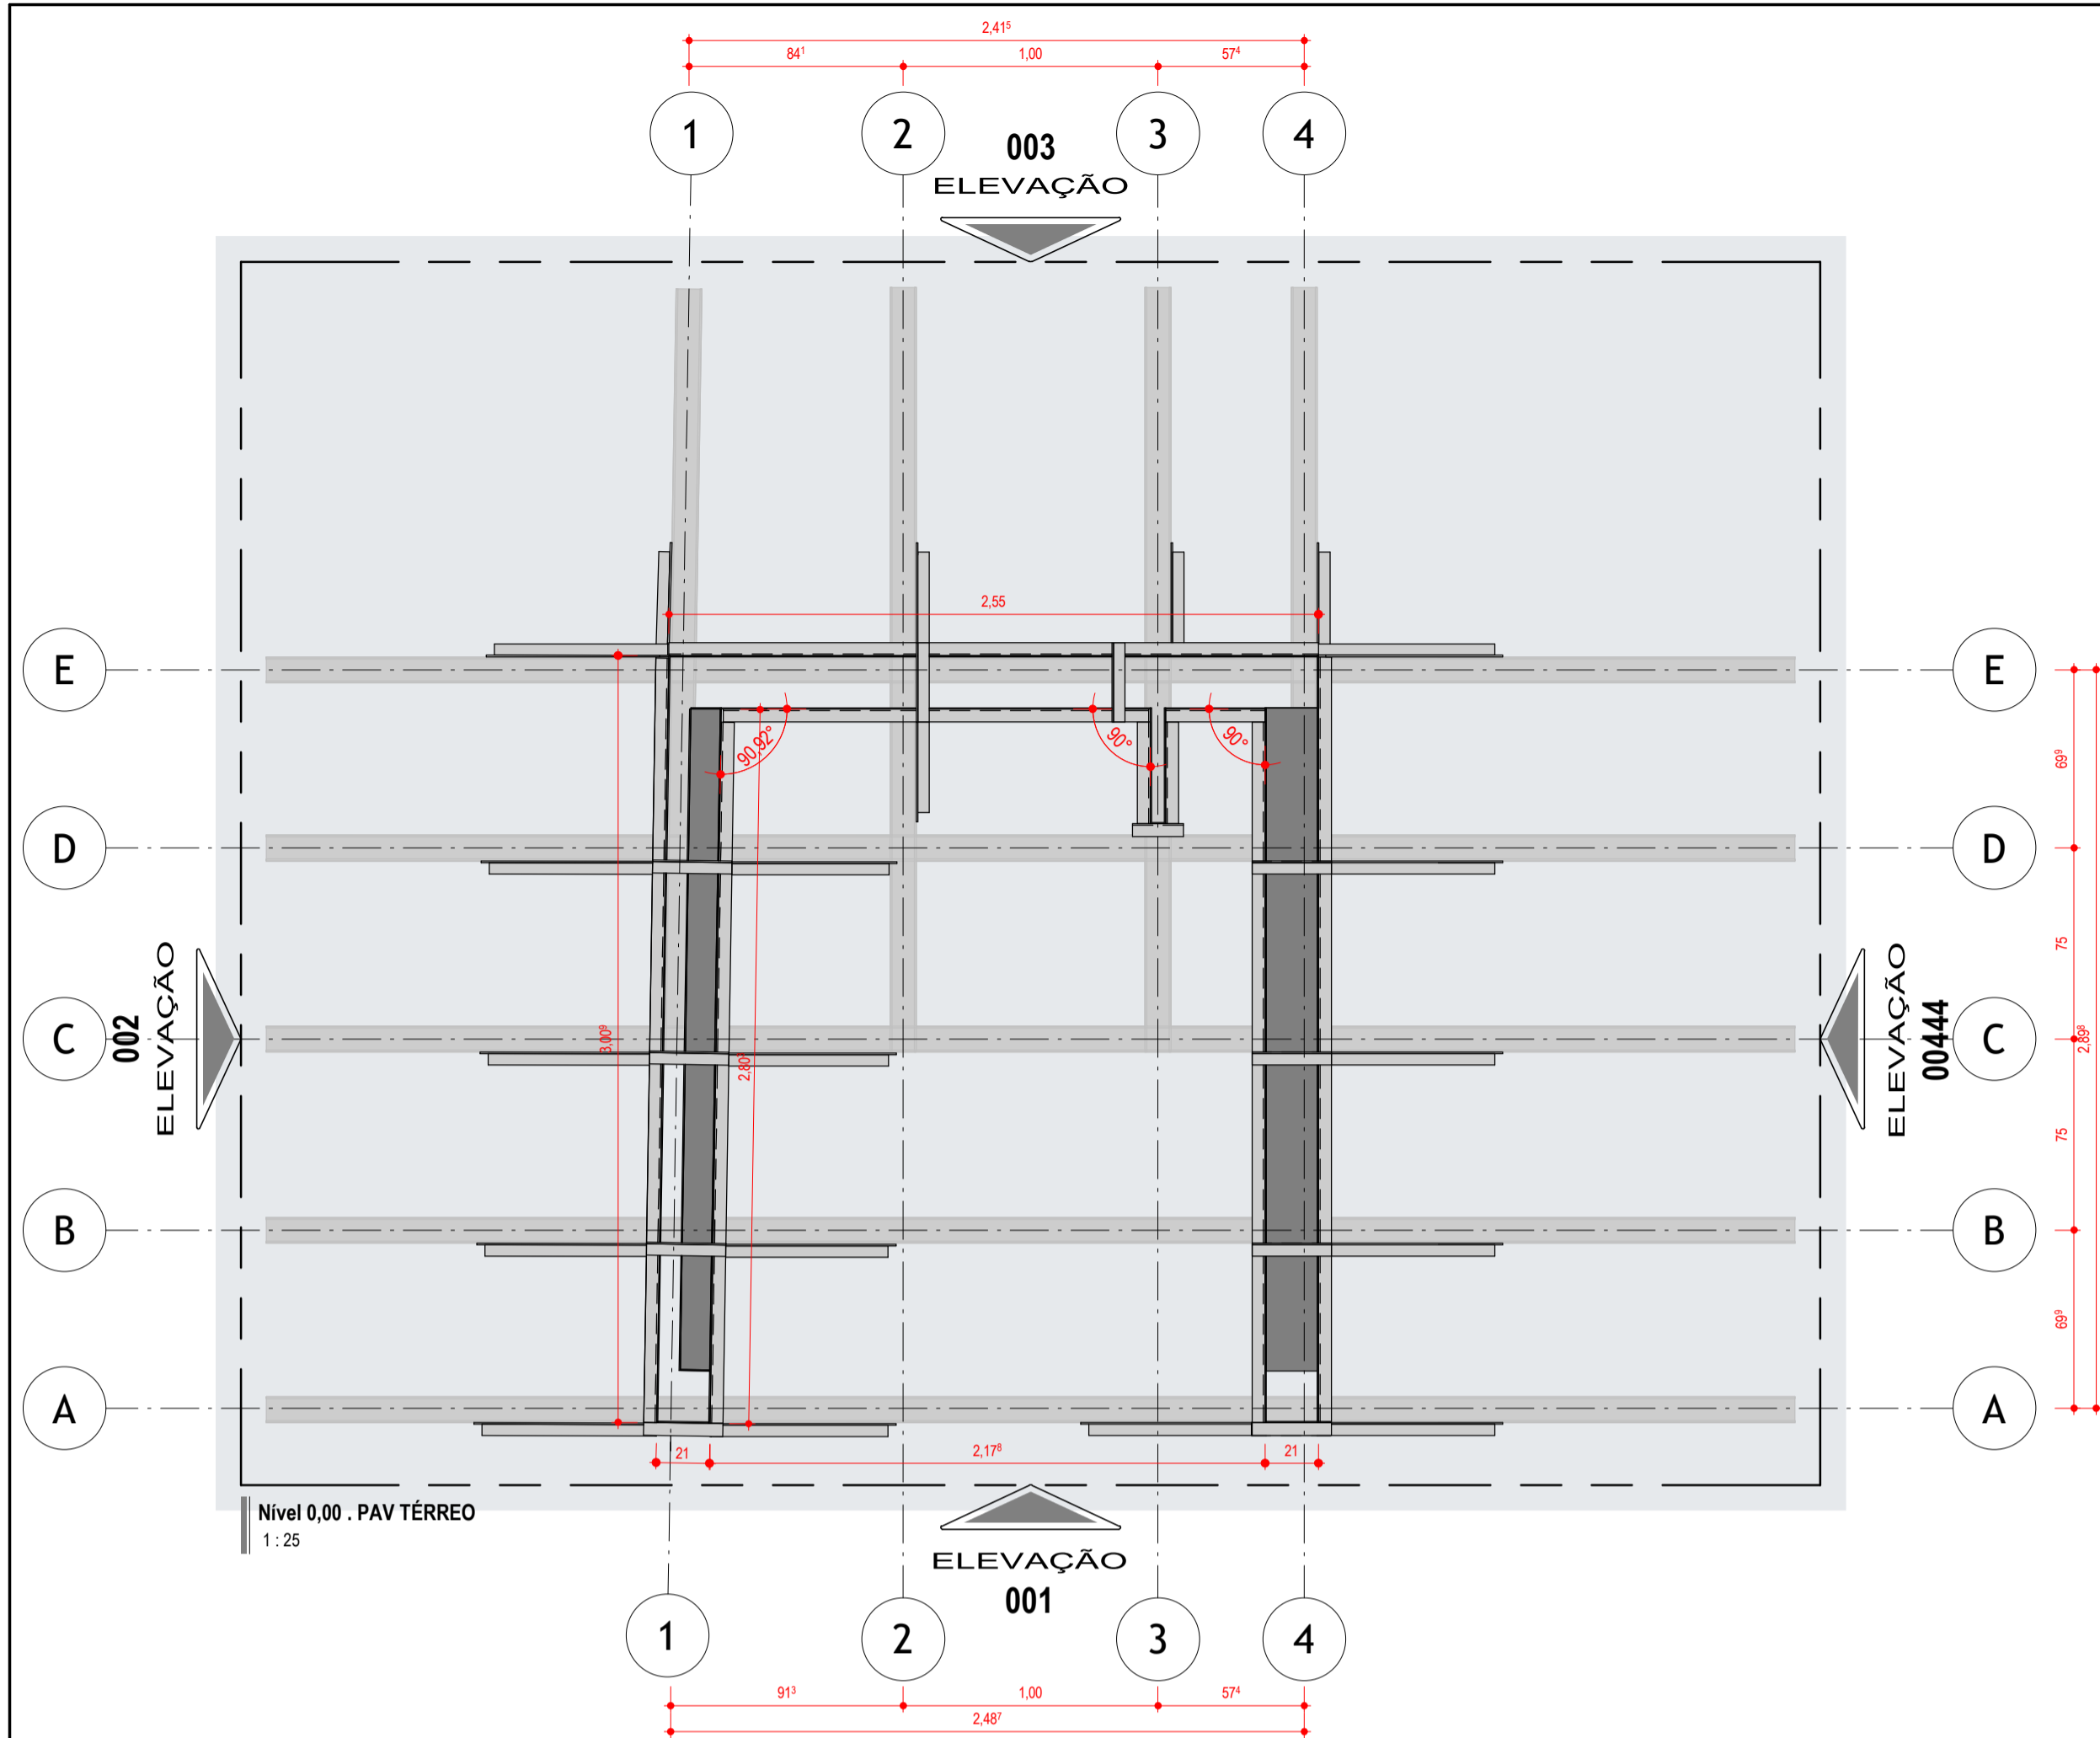 2,41⁵
84¹ 1,00 57⁴
1 2 3 4
003
ELEVAÇÃO
2,55
E E
90,92° 90° 90°
69⁹
D D
75
002
ELEVAÇÃO
C C
3,00⁹
ELEVAÇÃO
00444
2,89⁸
75
B B
69⁹
A A
21 2,17⁸ 21
Nível 0,00 . PAV TÉRREO
1 : 25
ELEVAÇÃO
001
1 2 3 4
91³ 1,00 57⁴
2,48⁷